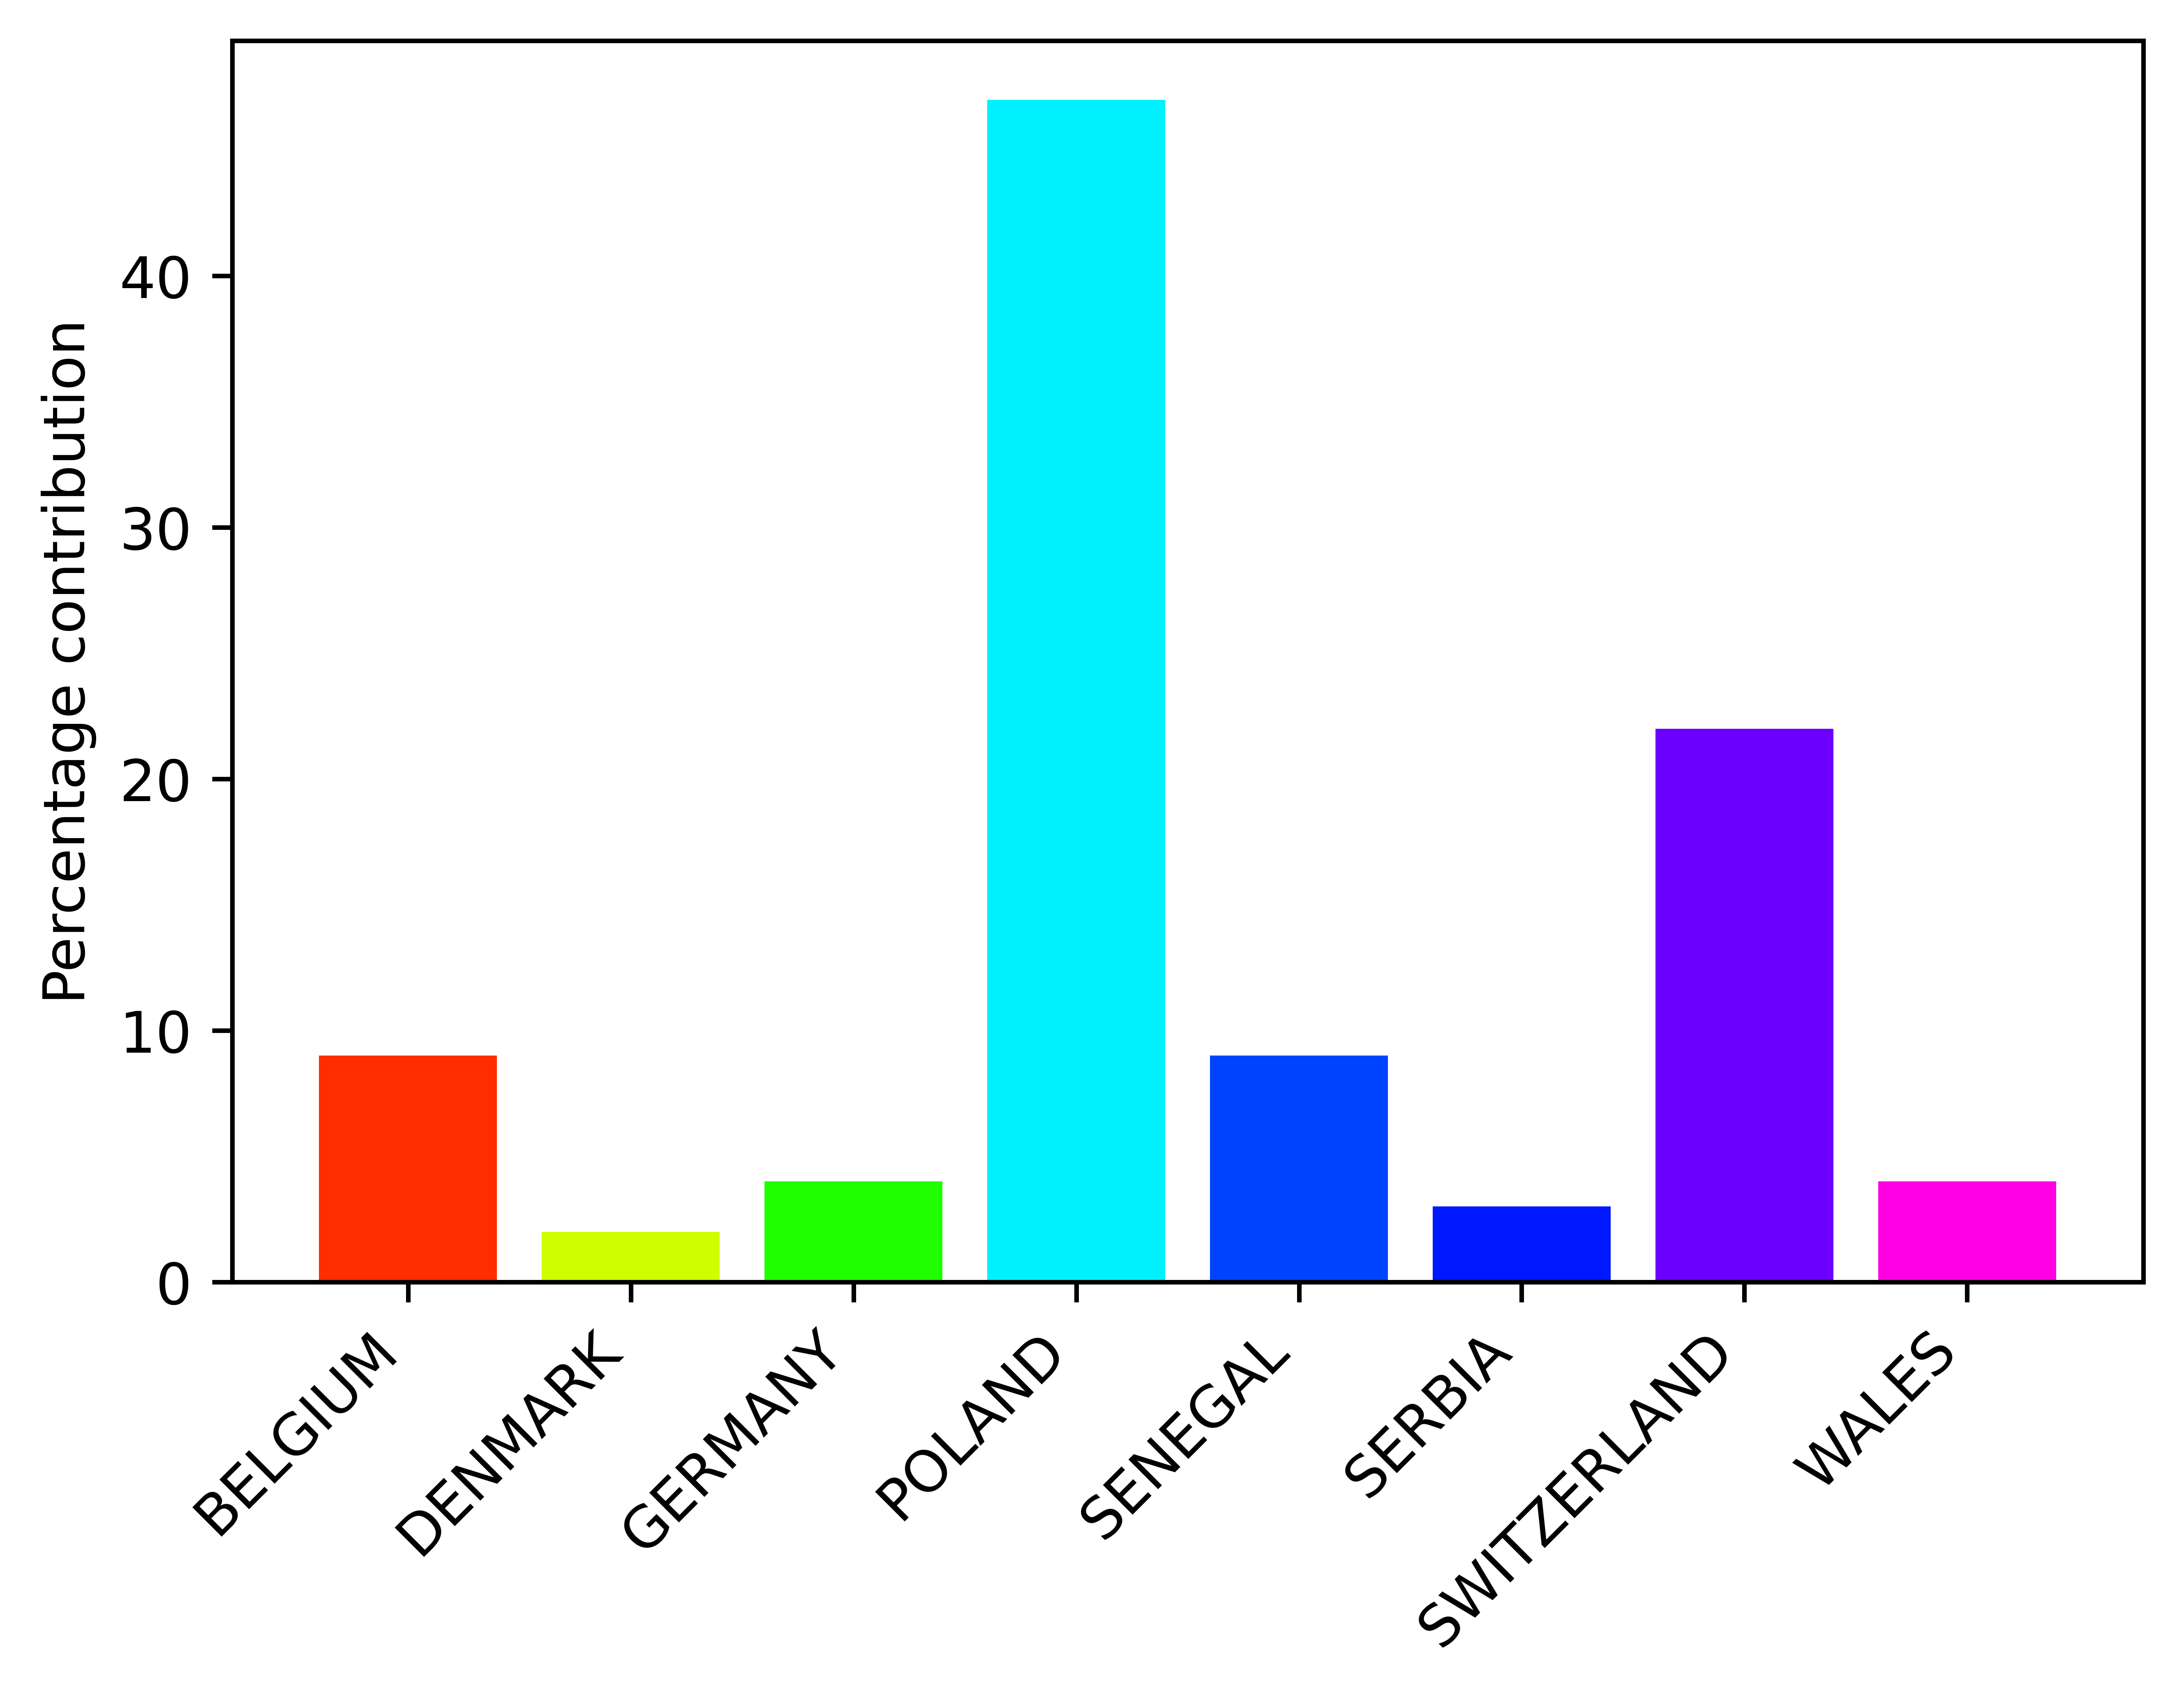 Percentage contribution
40
30
20
10
0
BELGIUM
DENMARK
GERMANY
POLAND
SENEGAL
SERBIA
SWITZERLAND
WALES